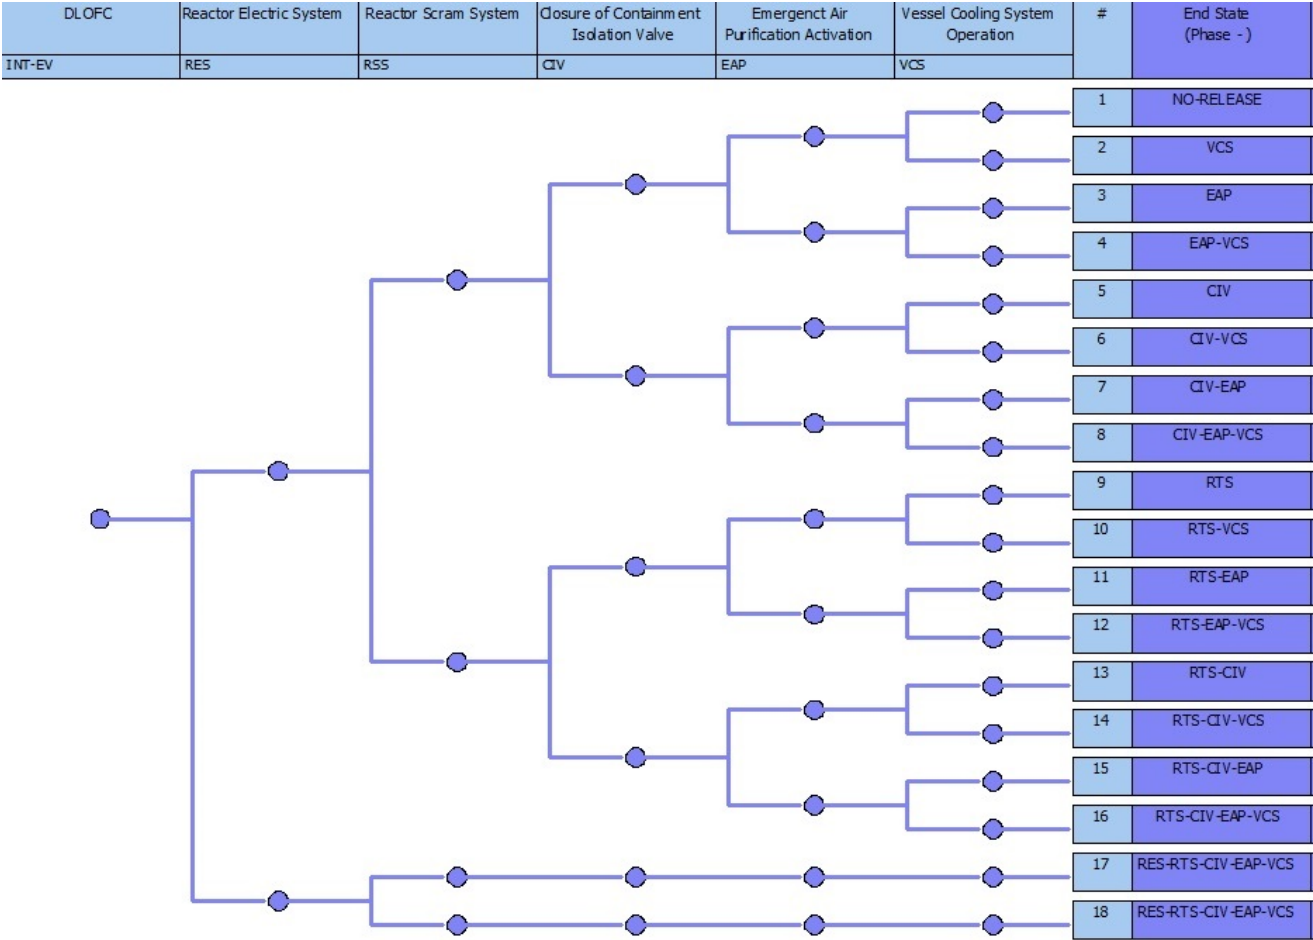 DLOFC
Reactor Electric System
Reactor Scram System
Closure of Containment
Isolation Valve
Emergenct Air
Purification Activation
Vessel Cooling System
Operation
#
End State
(Phase - )
INT-EV
RES
RSS
CIV
EAP
VCS
1 NO-RELEASE
2 VCS
3 EAP
4 EAP-VCS
5 CIV
6 CIV-VCS
7 CIV-EAP
8 CIV-EAP-VCS
9 RTS
10 RTS-VCS
11 RTS-EAP
12 RTS-EAP-VCS
13 RTS-CIV
14 RTS-CIV-VCS
15 RTS-CIV-EAP
16 RTS-CIV-EAP-VCS
17 RES-RTS-CIV-EAP-VCS
18 RES-RTS-CIV-EAP-VCS